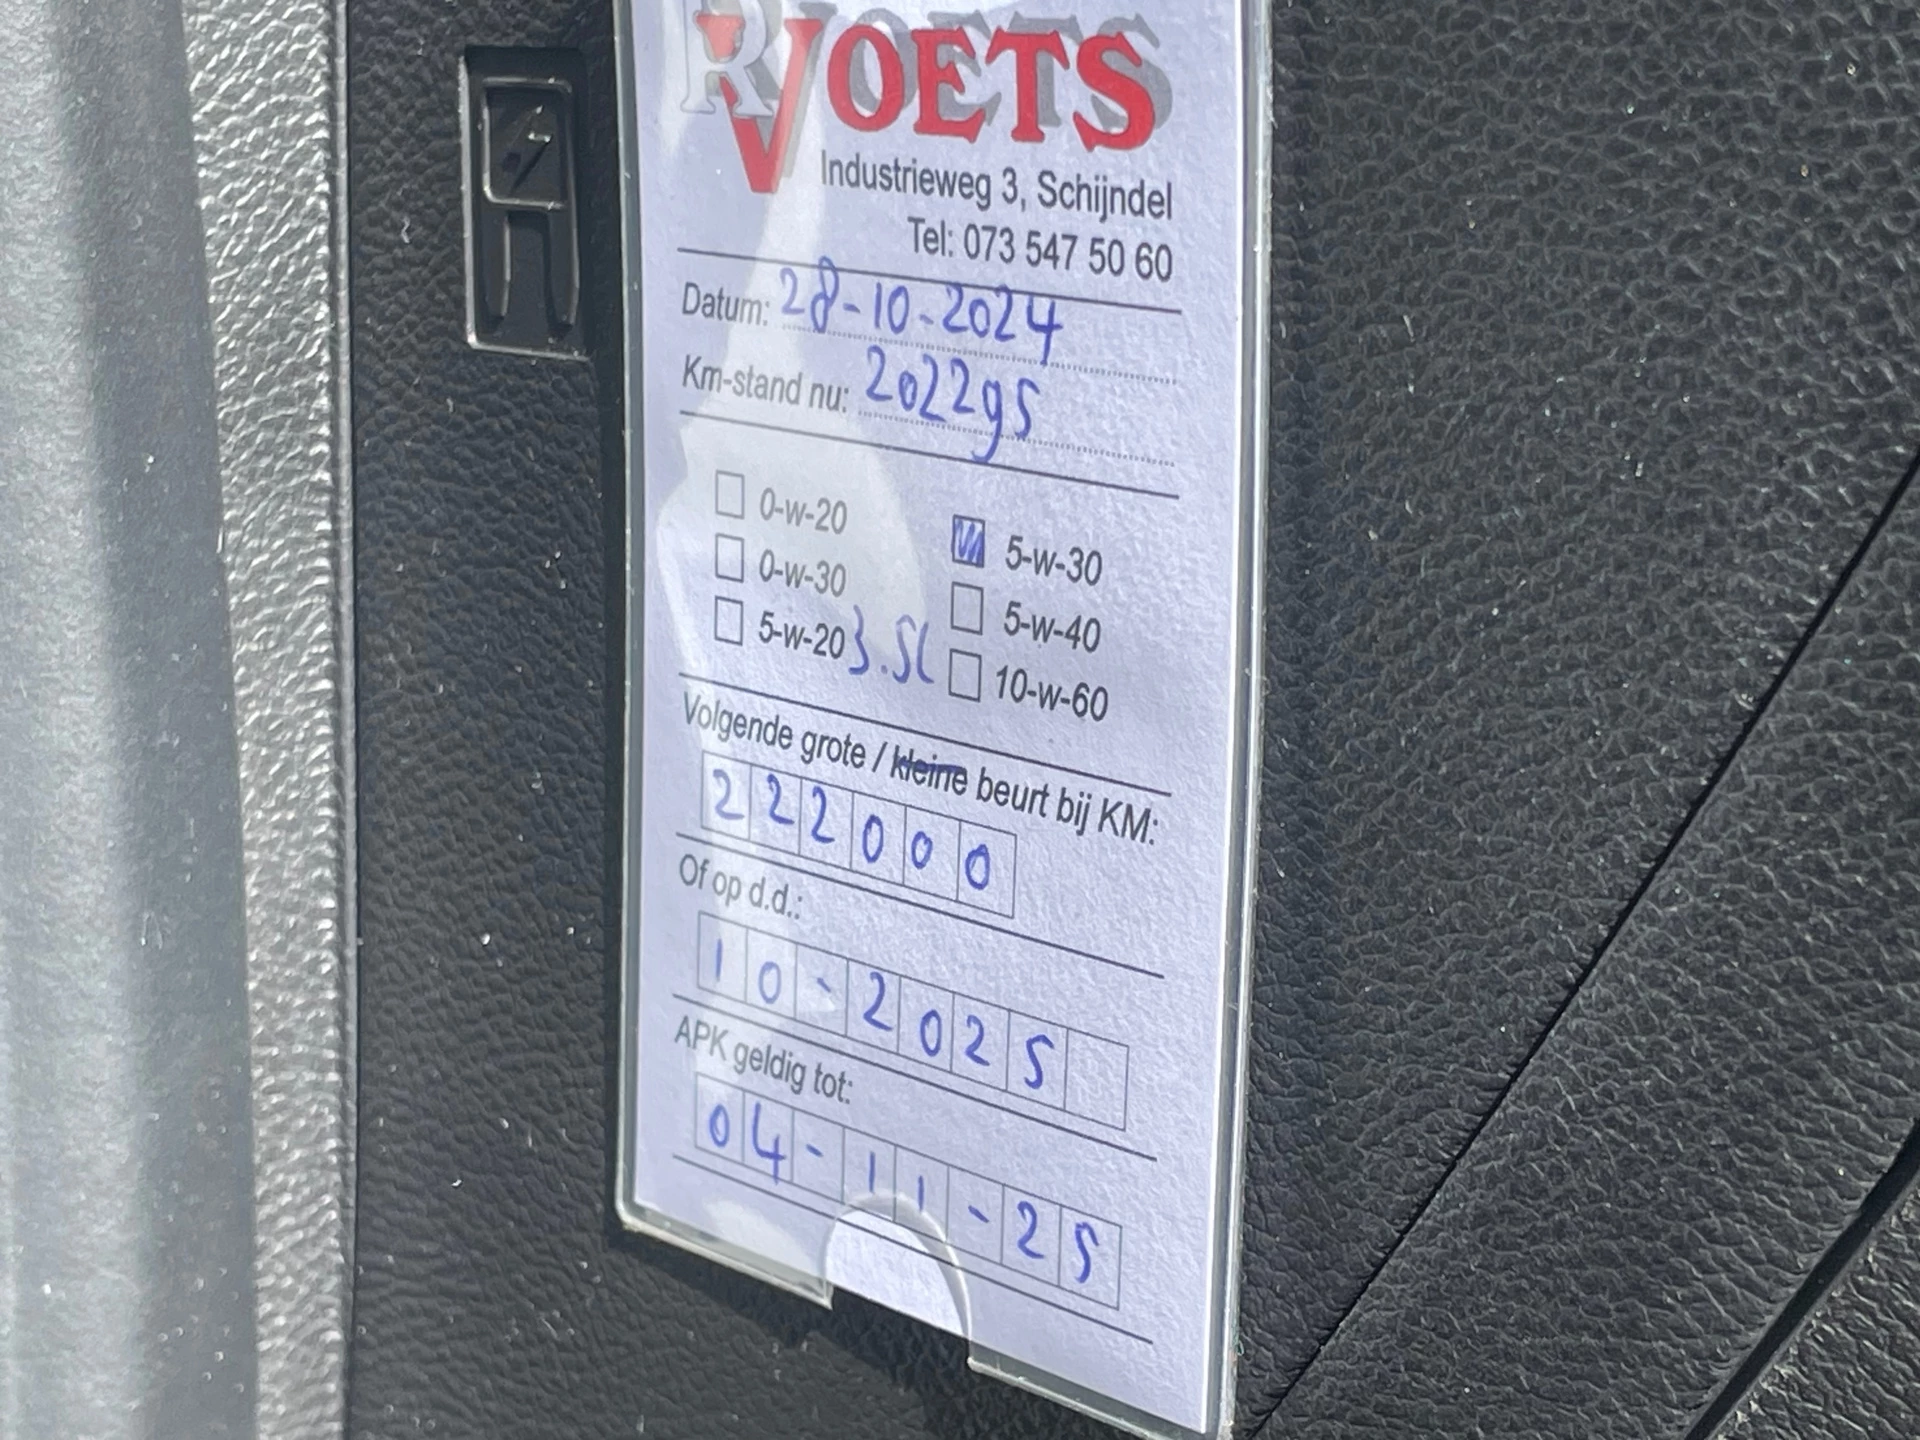 R VOETS
Industrieweg 3, Schijndel
Tel: 073 547 50 60
Datum: 28-10-2024
Km-stand nu: 202295
0-w-20
5-w-30
0-w-30
5-w-40
5-w-20 3.5L
10-w-60
Volgende grote / kleine beurt bij KM:
222000
Of op d.d.:
10-2025
APK geldig tot:
04-11-25